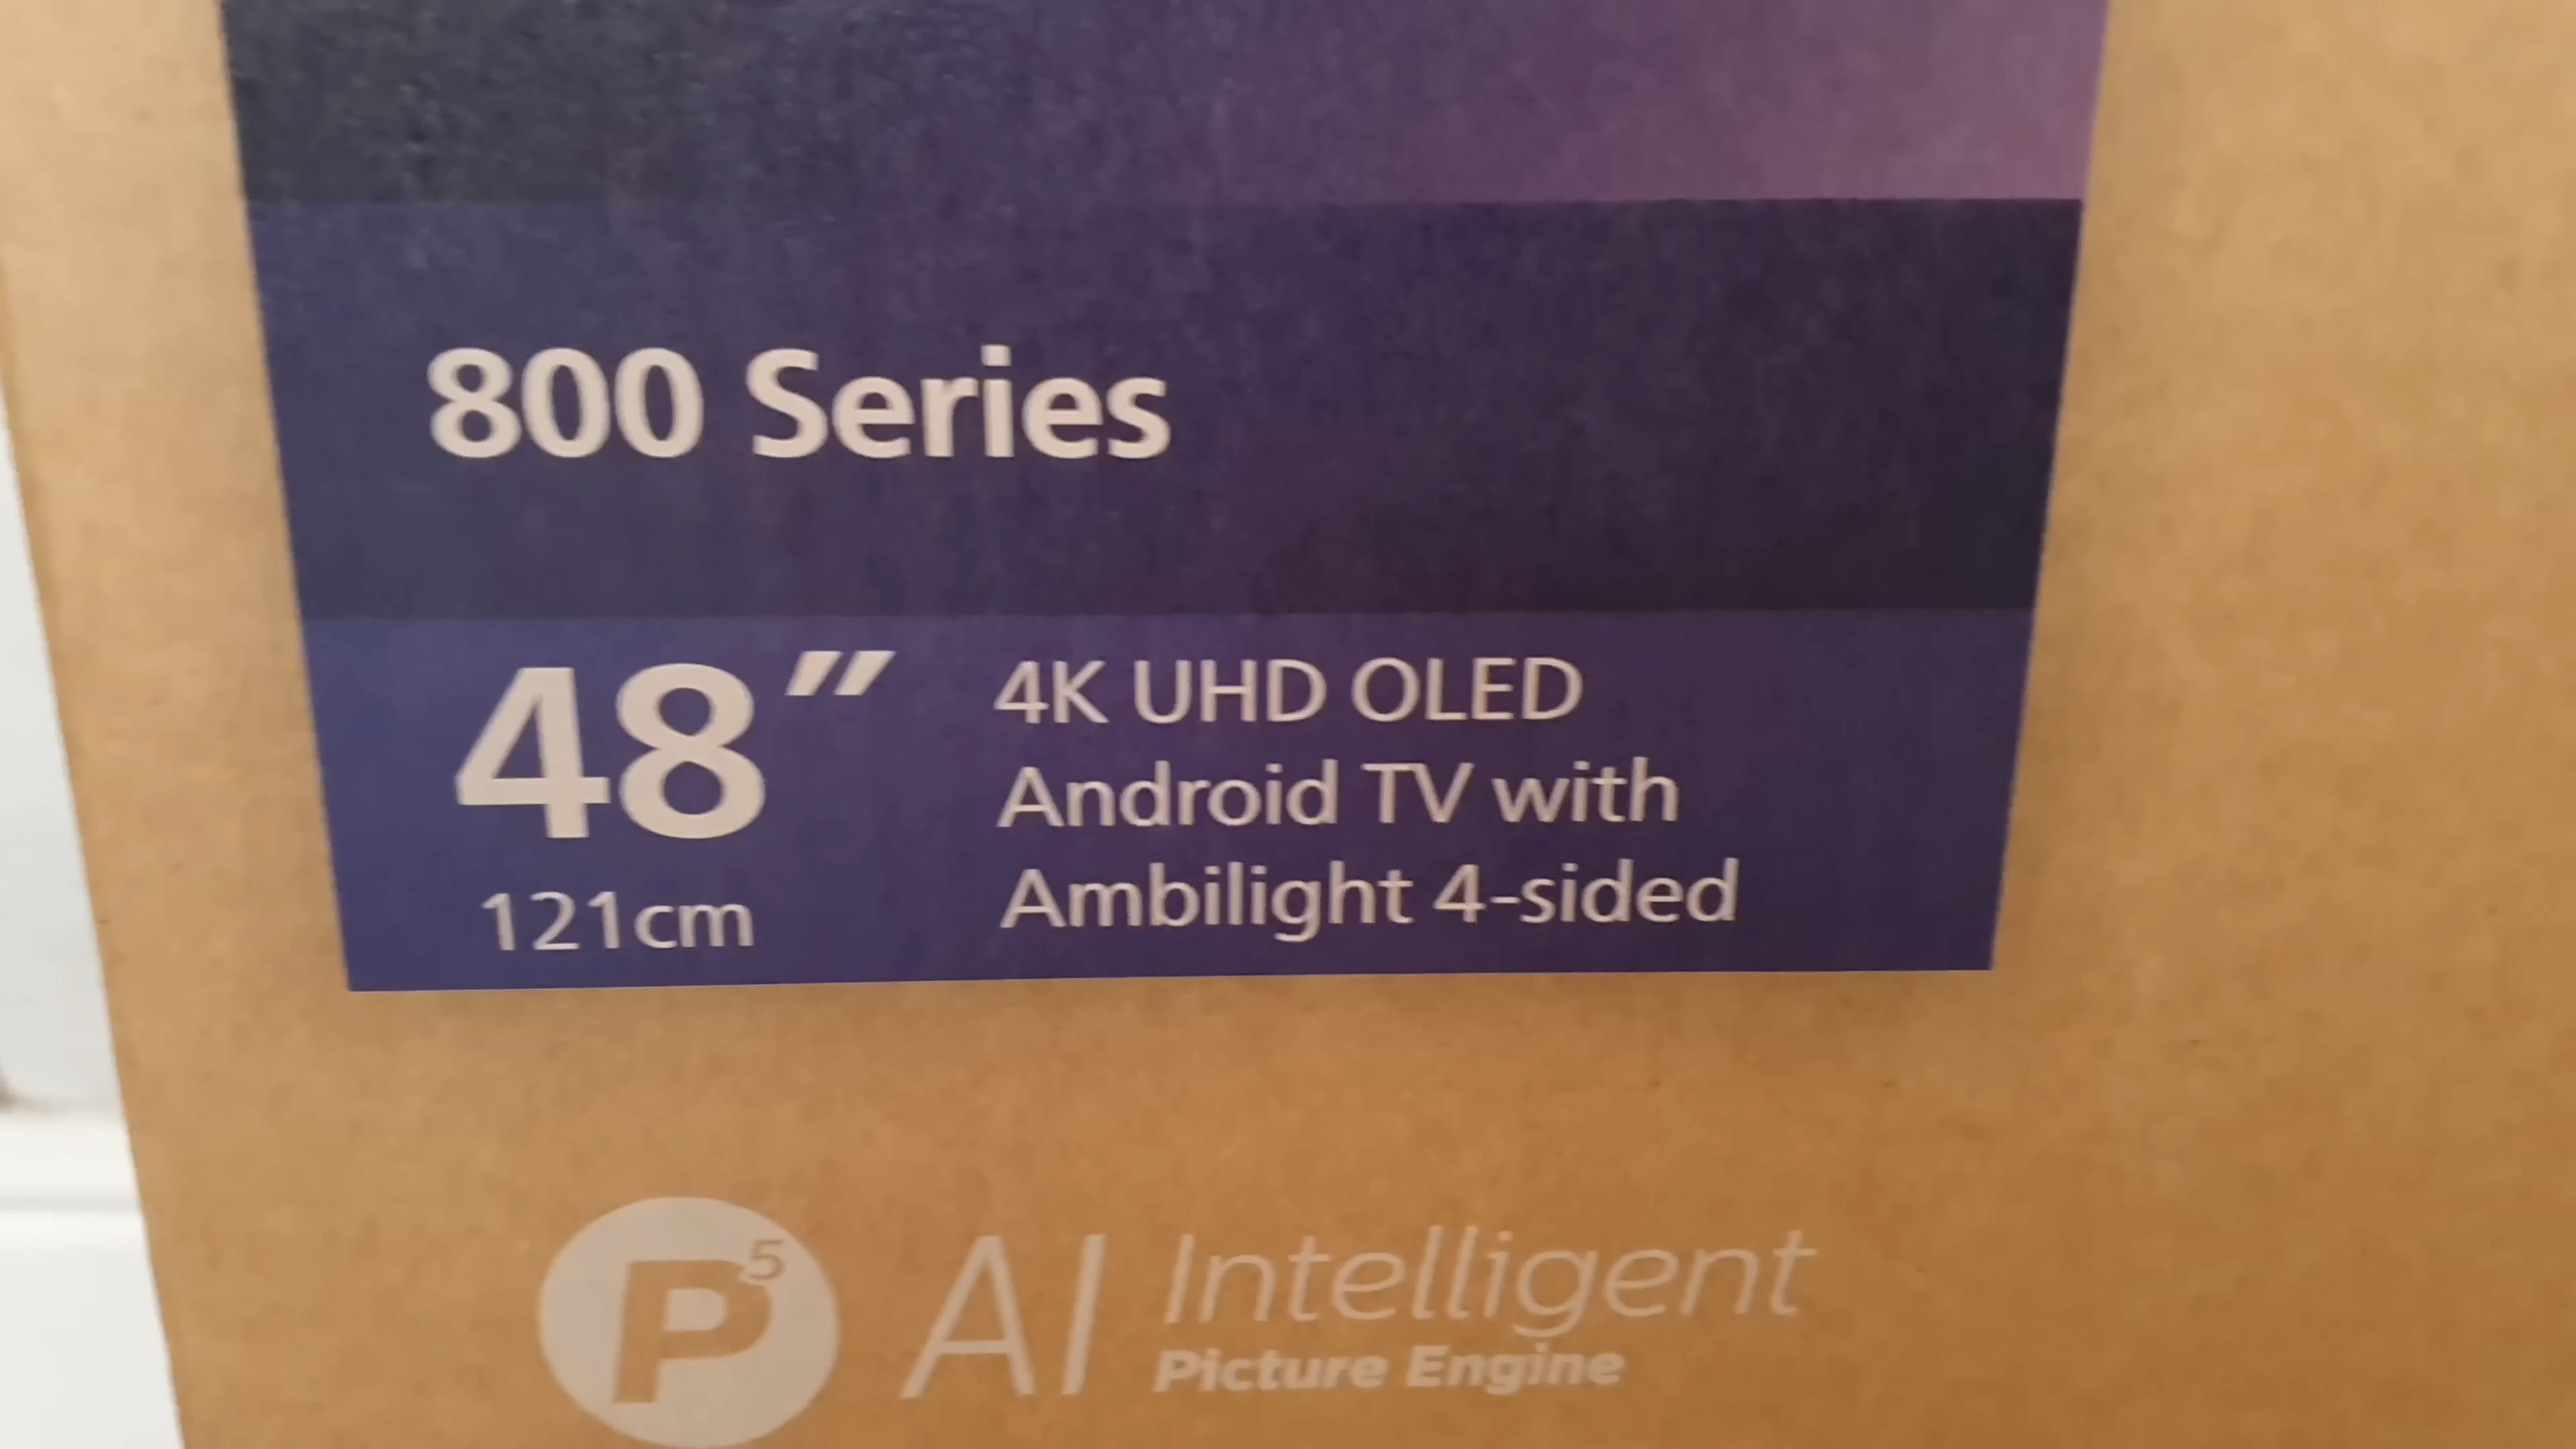 800 Series
48” 4K UHD OLED
Android TV with
121cm Ambilight 4-sided
P5 AI Intelligent
Picture Engine